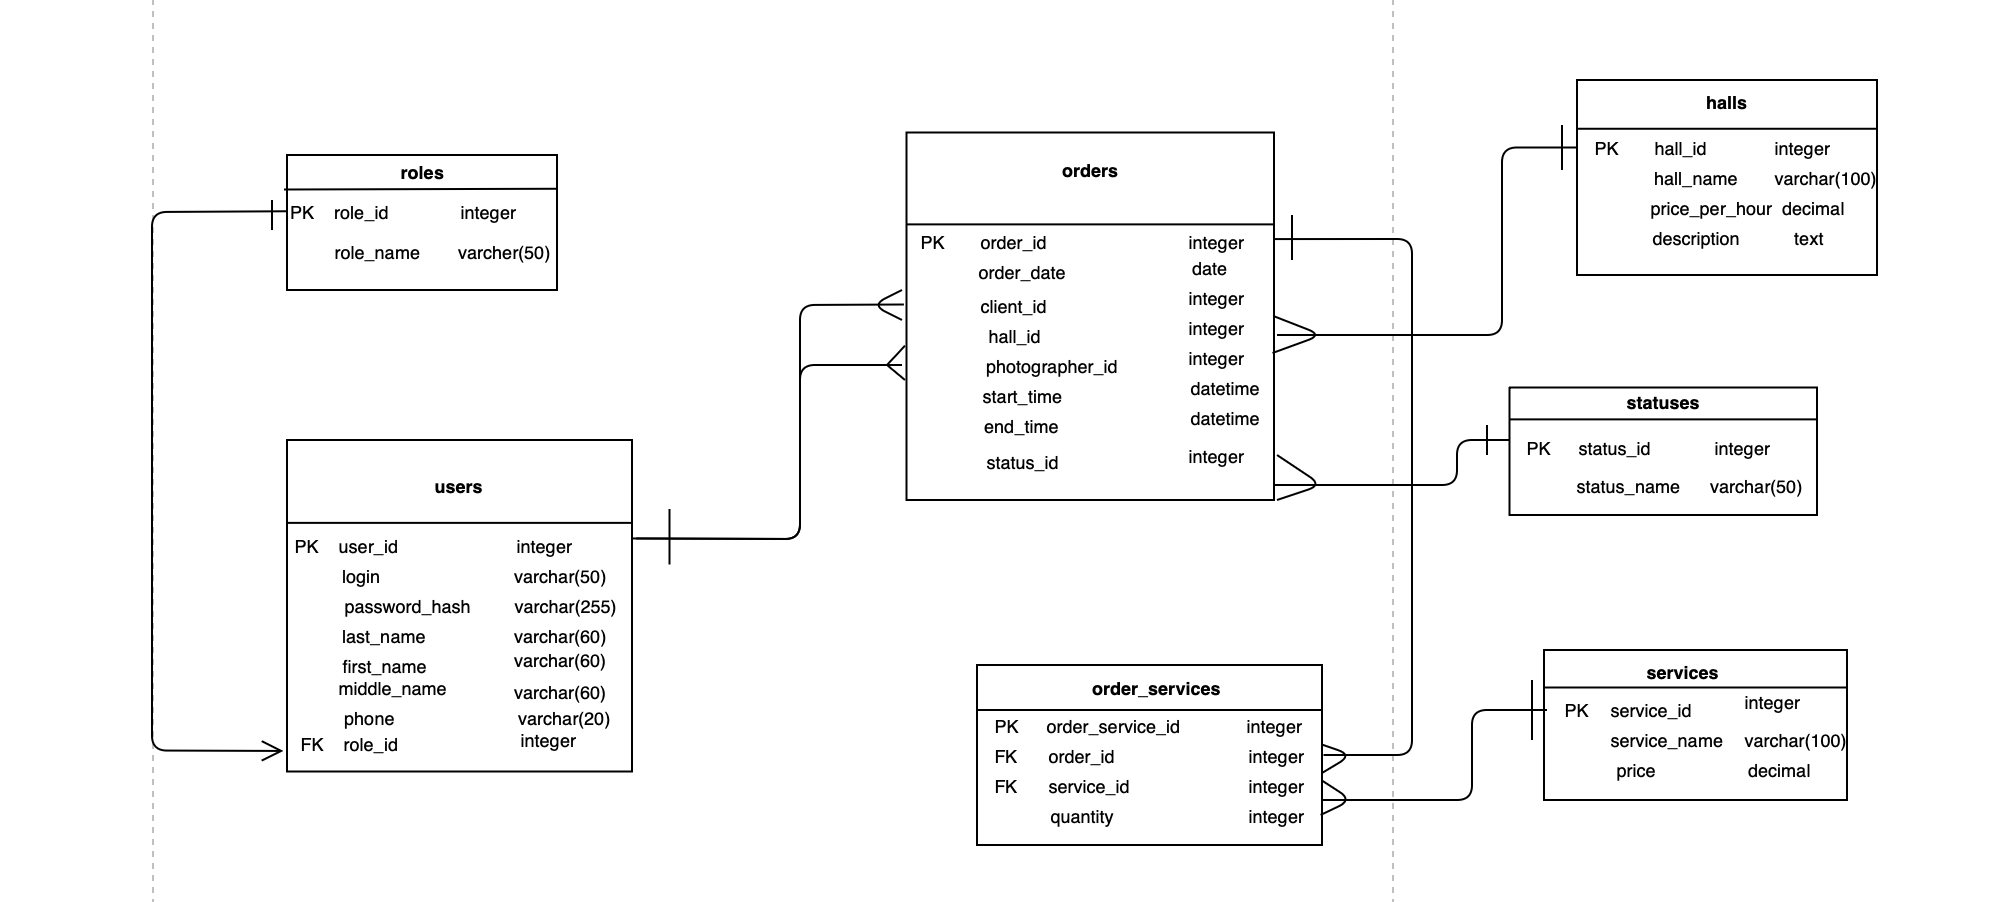 roles
PK role_id integer
role_name varcher(50)
users
PK user_id integer
login varchar(50)
password_hash varchar(255)
last_name varchar(60)
first_name varchar(60)
middle_name varchar(60)
phone varchar(20)
FK role_id integer
orders
PK order_id integer
order_date date
client_id integer
hall_id integer
photographer_id integer
start_time datetime
end_time datetime
status_id integer
order_services
PK order_service_id integer
FK order_id integer
FK service_id integer
quantity integer
halls
PK hall_id integer
hall_name varchar(100)
price_per_hour decimal
description text
statuses
PK status_id integer
status_name varchar(50)
services
PK service_id integer
service_name varchar(100)
price decimal